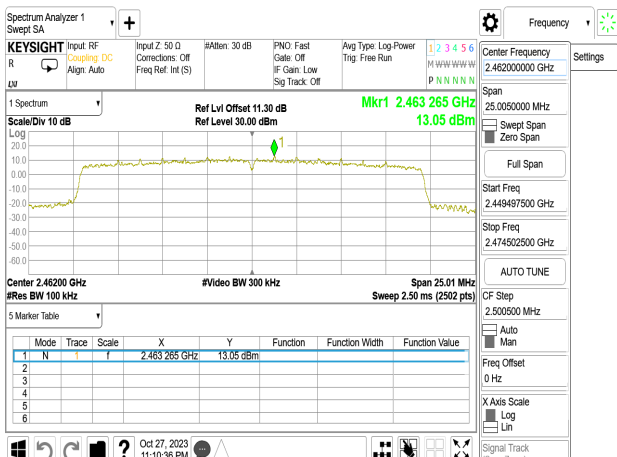 Spectrum Analyzer 1
Swept SA
Frequency
KEYSIGHT
R
LXI
Input: RF
Coupling: DC
Align: Auto
Input Z: 50 Ω
Corrections: Off
Freq Ref: Int (S)
#Atten: 30 dB
PNO: Fast
Gate: Off
IF Gain: Low
Sig Track: Off
Avg Type: Log-Power
Trig: Free Run
1 2 3 4 5 6
M W W W W W
P N N N N N
1 Spectrum
Scale/Div 10 dB
Ref Lvl Offset 11.30 dB
Ref Level 30.00 dBm
Mkr1 2.463 265 GHz
13.05 dBm
Log
20.0
10.0
0.00
-10.0
-20.0
-30.0
-40.0
-50.0
-60.0
1
Center 2.46200 GHz
#Res BW 100 kHz
#Video BW 300 kHz
Span 25.01 MHz
Sweep 2.50 ms (2502 pts)
5 Marker Table
Mode Trace Scale X Y Function Function Width Function Value
1 N 1 f 2.463 265 GHz 13.05 dBm
2
3
4
5
6
?
Oct 27, 2023
11:10:36 PM
Center Frequency
2.462000000 GHz
Settings
Span
25.0050000 MHz
Swept Span
Zero Span
Full Span
Start Freq
2.449497500 GHz
Stop Freq
2.474502500 GHz
AUTO TUNE
CF Step
2.500500 MHz
Auto
Man
Freq Offset
0 Hz
X Axis Scale
Log
Lin
Signal Track